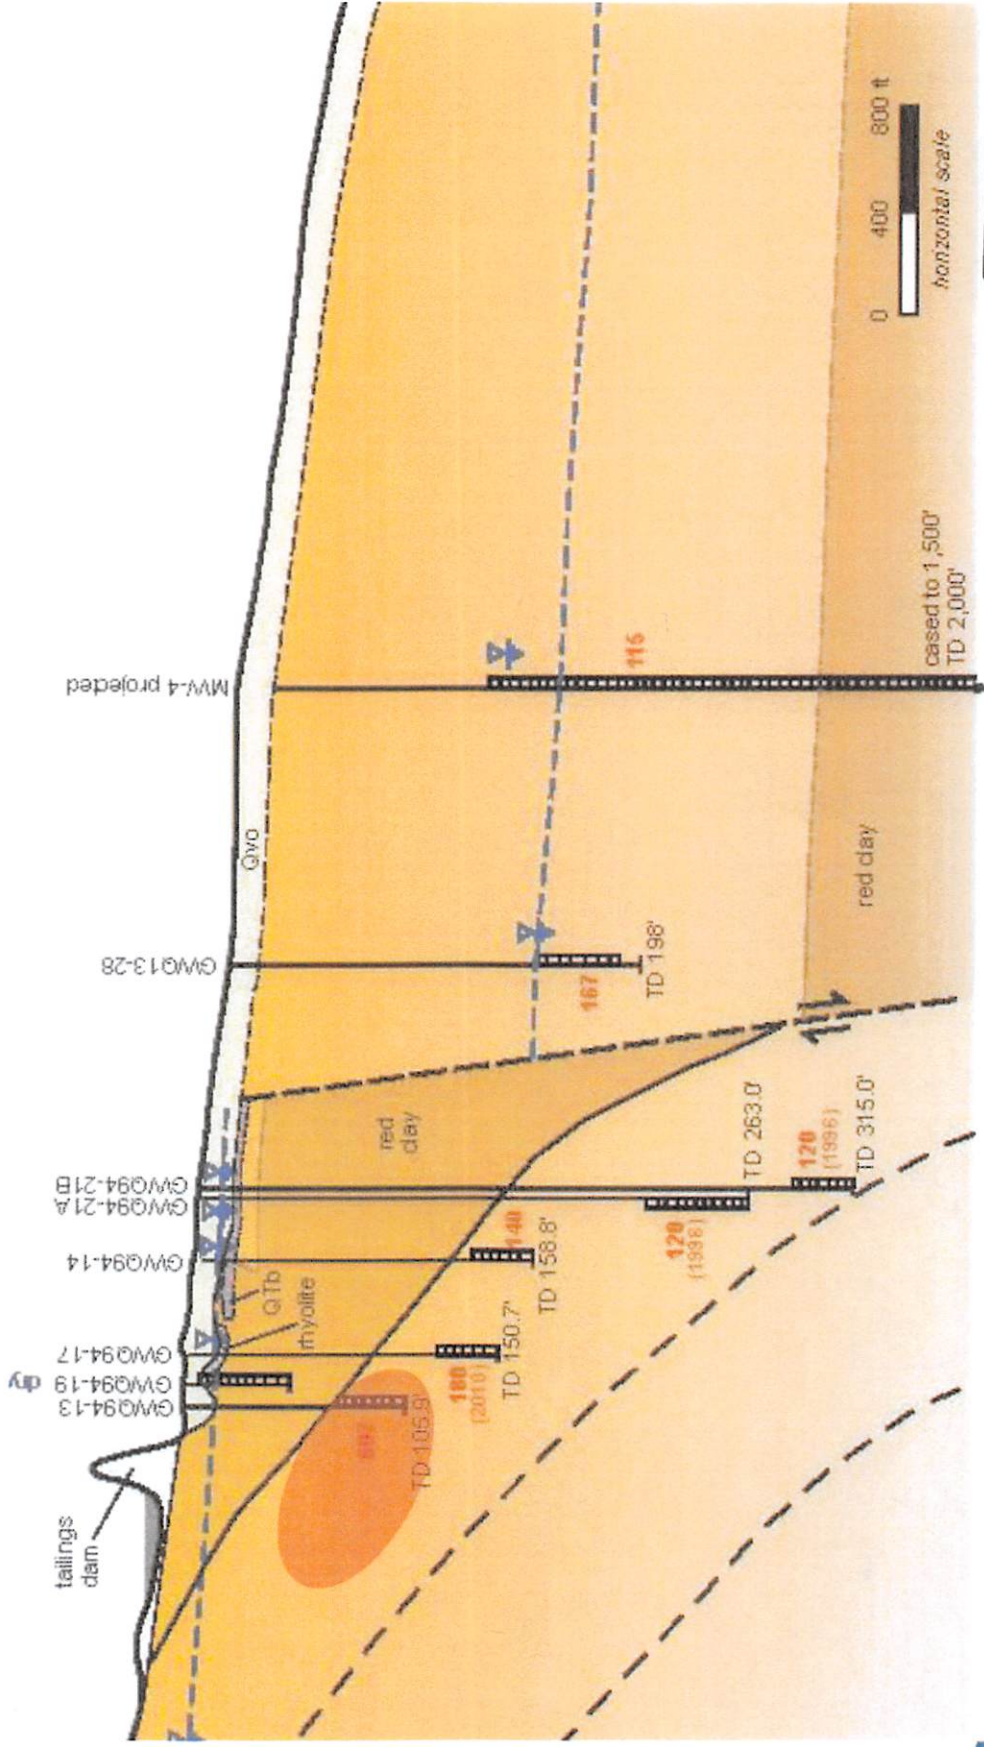 tailings
dam
GWQ94-13
GWQ94-19
dry
GWQ94-17
GWQ94-14
GWQ94-21A
GWQ94-21B
GWQ13-28
MW-4 projected
Qvo
QTb
rhyolite
red
clay
TD 105.9'
180
(2010)
TD 150.7'
140
TD 158.8'
120
(1996)
TD 263.0'
120
(1996)
TD 315.0'
167
TD 198'
115
red clay
cased to 1,500'
TD 2,000'
0 400 800 ft
horizontal scale